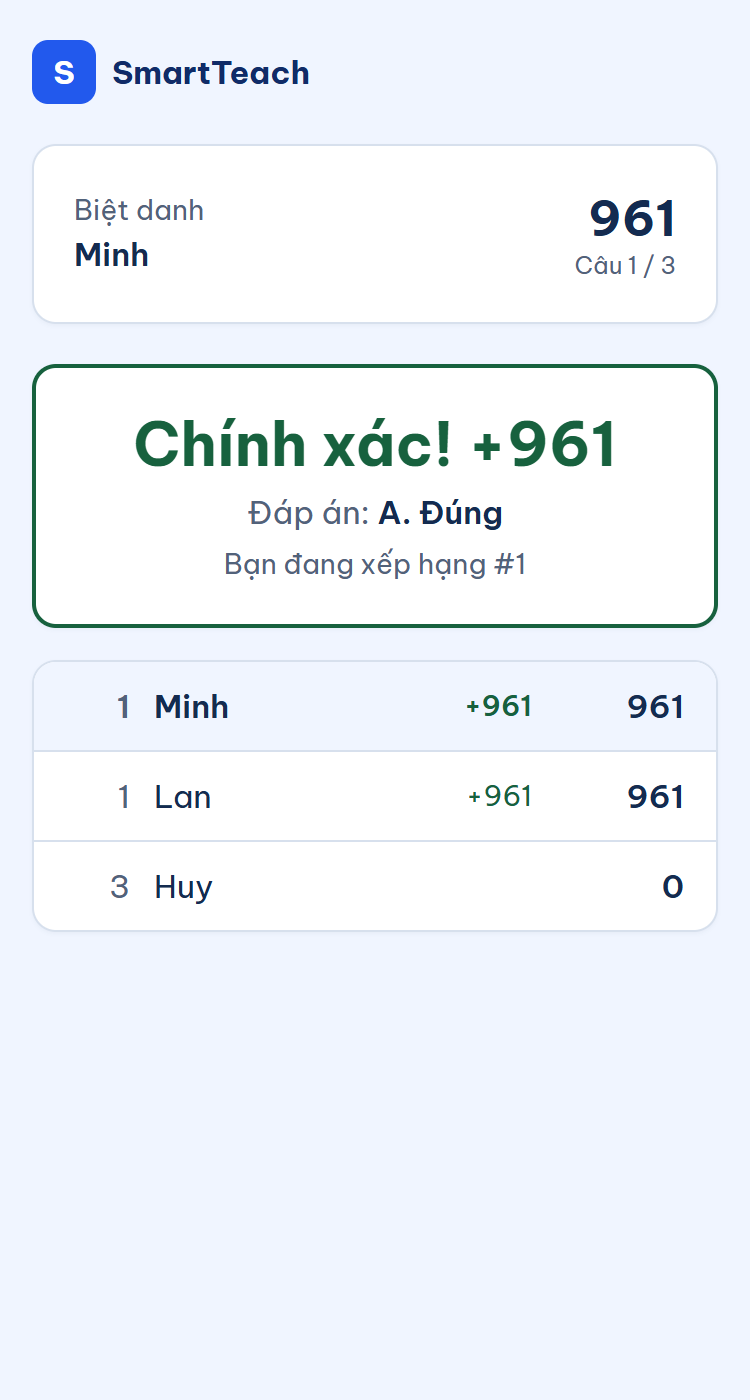 S SmartTeach
Biệt danh
Minh
961
Câu 1 / 3
Chính xác! +961
Đáp án: A. Đúng
Bạn đang xếp hạng #1
1 Minh +961 961
1 Lan +961 961
3 Huy 0